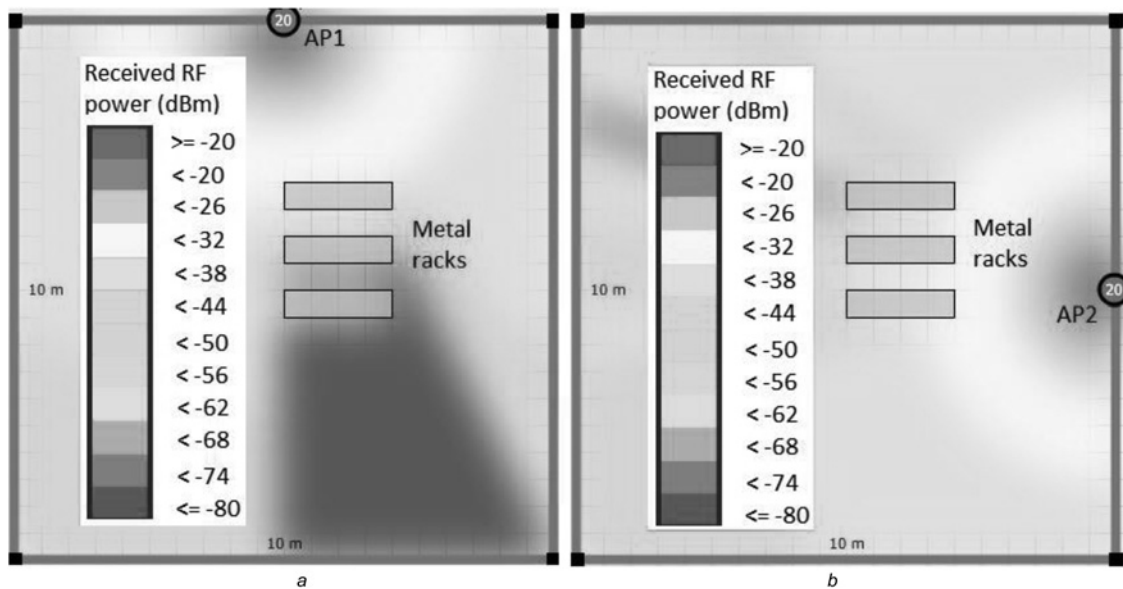 20
AP1
Received RF
power (dBm)
>= -20
< -20
< -26
< -32
< -38
< -44
< -50
< -56
< -62
< -68
< -74
<= -80
Metal
racks
10 m
10 m
a
Received RF
power (dBm)
>= -20
< -20
< -26
< -32
< -38
< -44
< -50
< -56
< -62
< -68
< -74
<= -80
Metal
racks
10 m
20
AP2
10 m
b